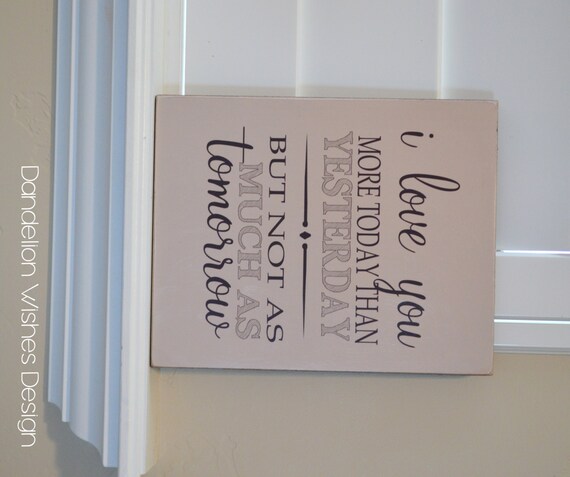 i love you
MORE TODAY THAN
YESTERDAY
BUT NOT AS
MUCH AS
tomorrow
Dandelion Wishes Design